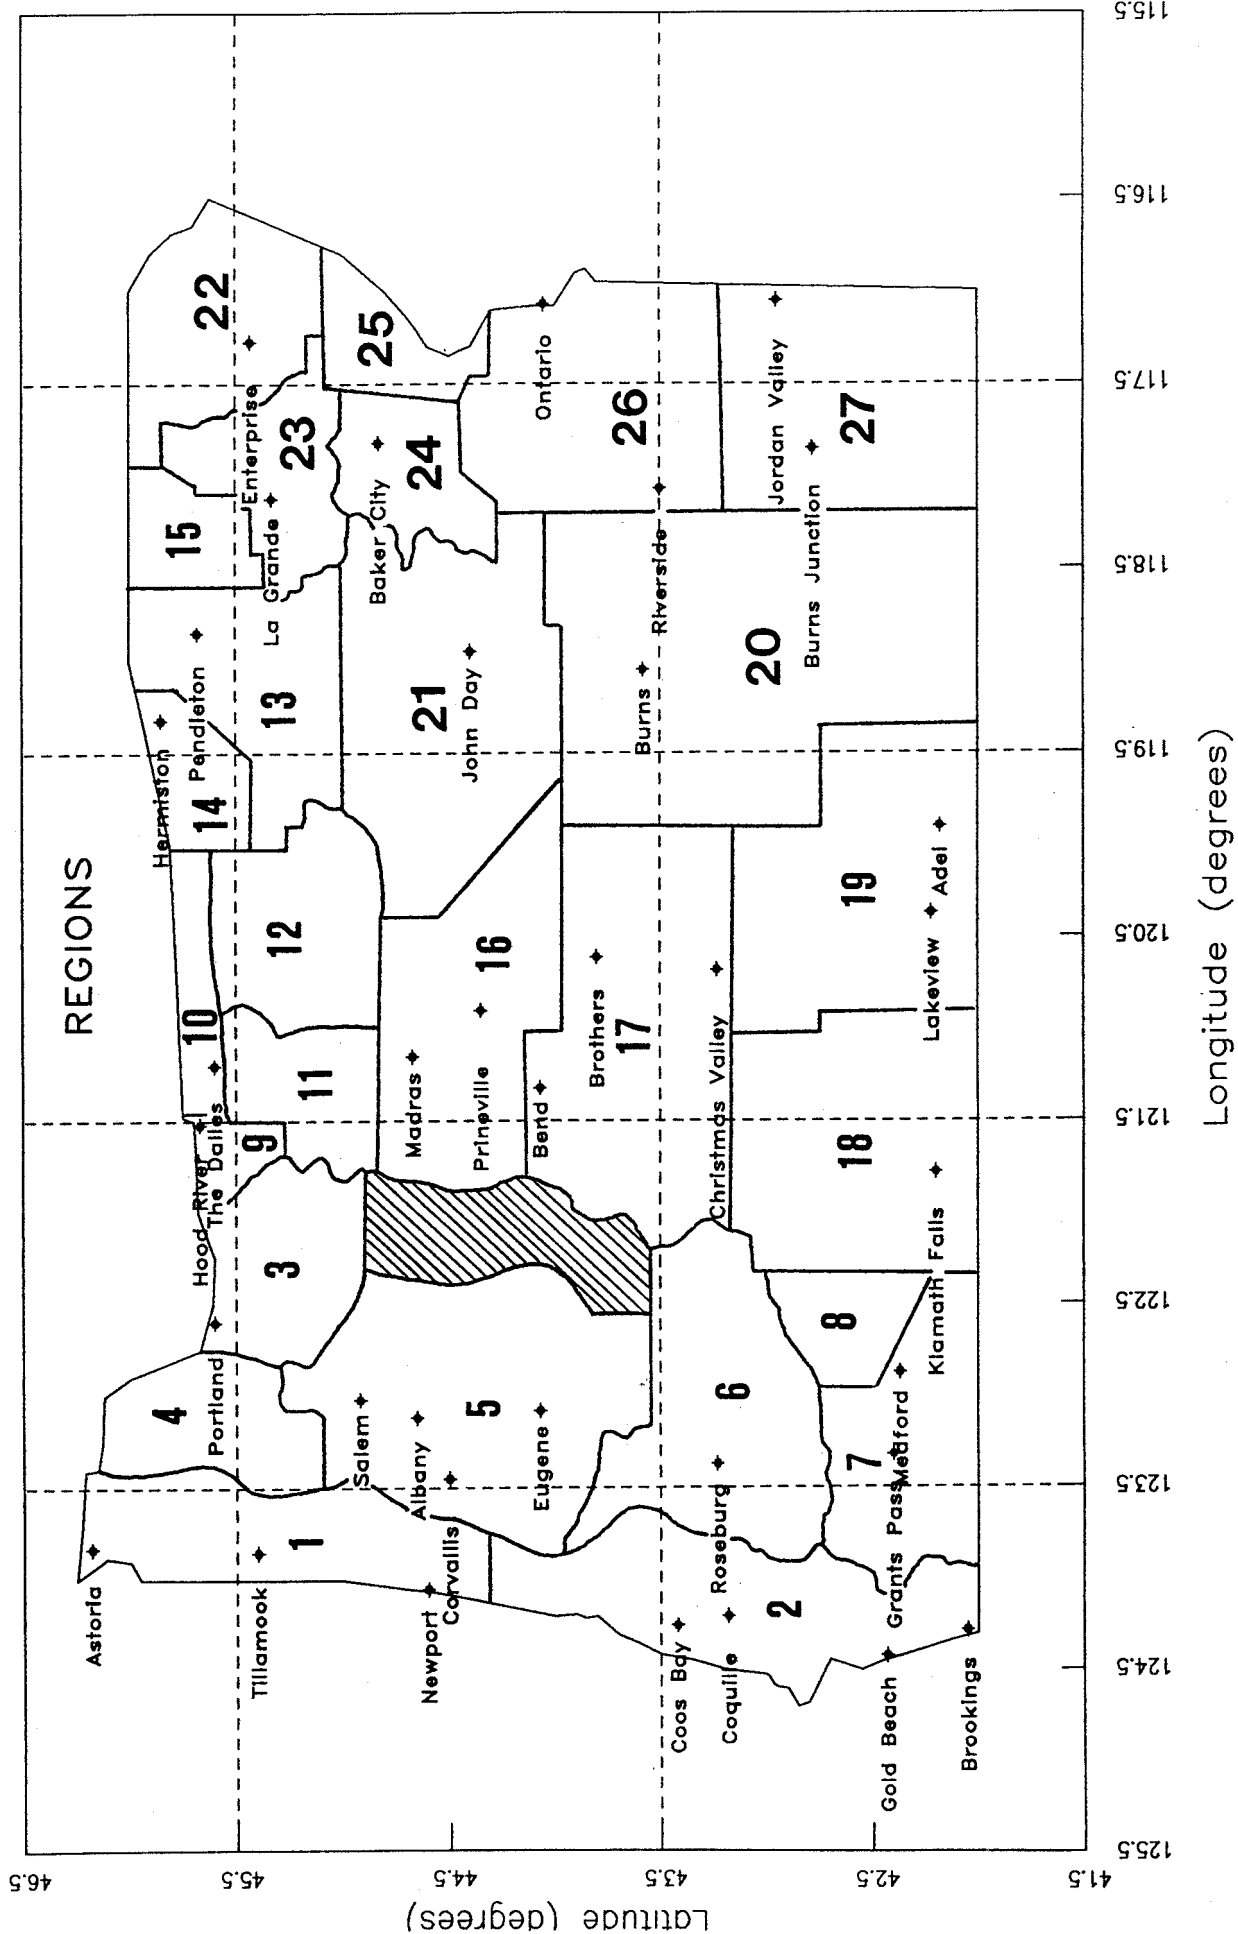 REGIONS
Astoria
Tillamook
Newport
Corvallis
Albany
Salem
Eugene
Portland
Hood River
The Dalles
Hermiston
Pendleton
La Grande
Enterprise
Baker City
Ontario
John Day
Madras
Prineville
Bend
Brothers
Burns
Riverside
Christmas Valley
Burns Junction
Jordan Valley
Coos Bay
Coquille
Roseburg
Gold Beach
Grants Pass
Medford
Klamath Falls
Lakeview
Adel
Brookings
1
2
3
4
5
6
7
8
9
10
11
12
13
14
15
16
17
18
19
20
21
22
23
24
25
26
27
46.5
45.5
44.5
43.5
42.5
41.5
Latitude (degrees)
125.5
124.5
123.5
122.5
121.5
120.5
119.5
118.5
117.5
116.5
115.5
Longitude (degrees)